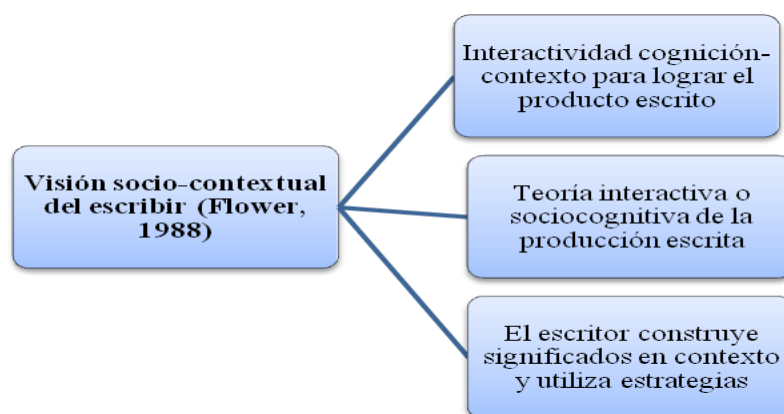 Interactividad cognición-
contexto para lograr el
producto escrito
Visión socio-contextual
del escribir (Flower,
1988)
Teoría interactiva o
sociocognitiva de la
producción escrita
El escritor construye
significados en contexto
y utiliza estrategias